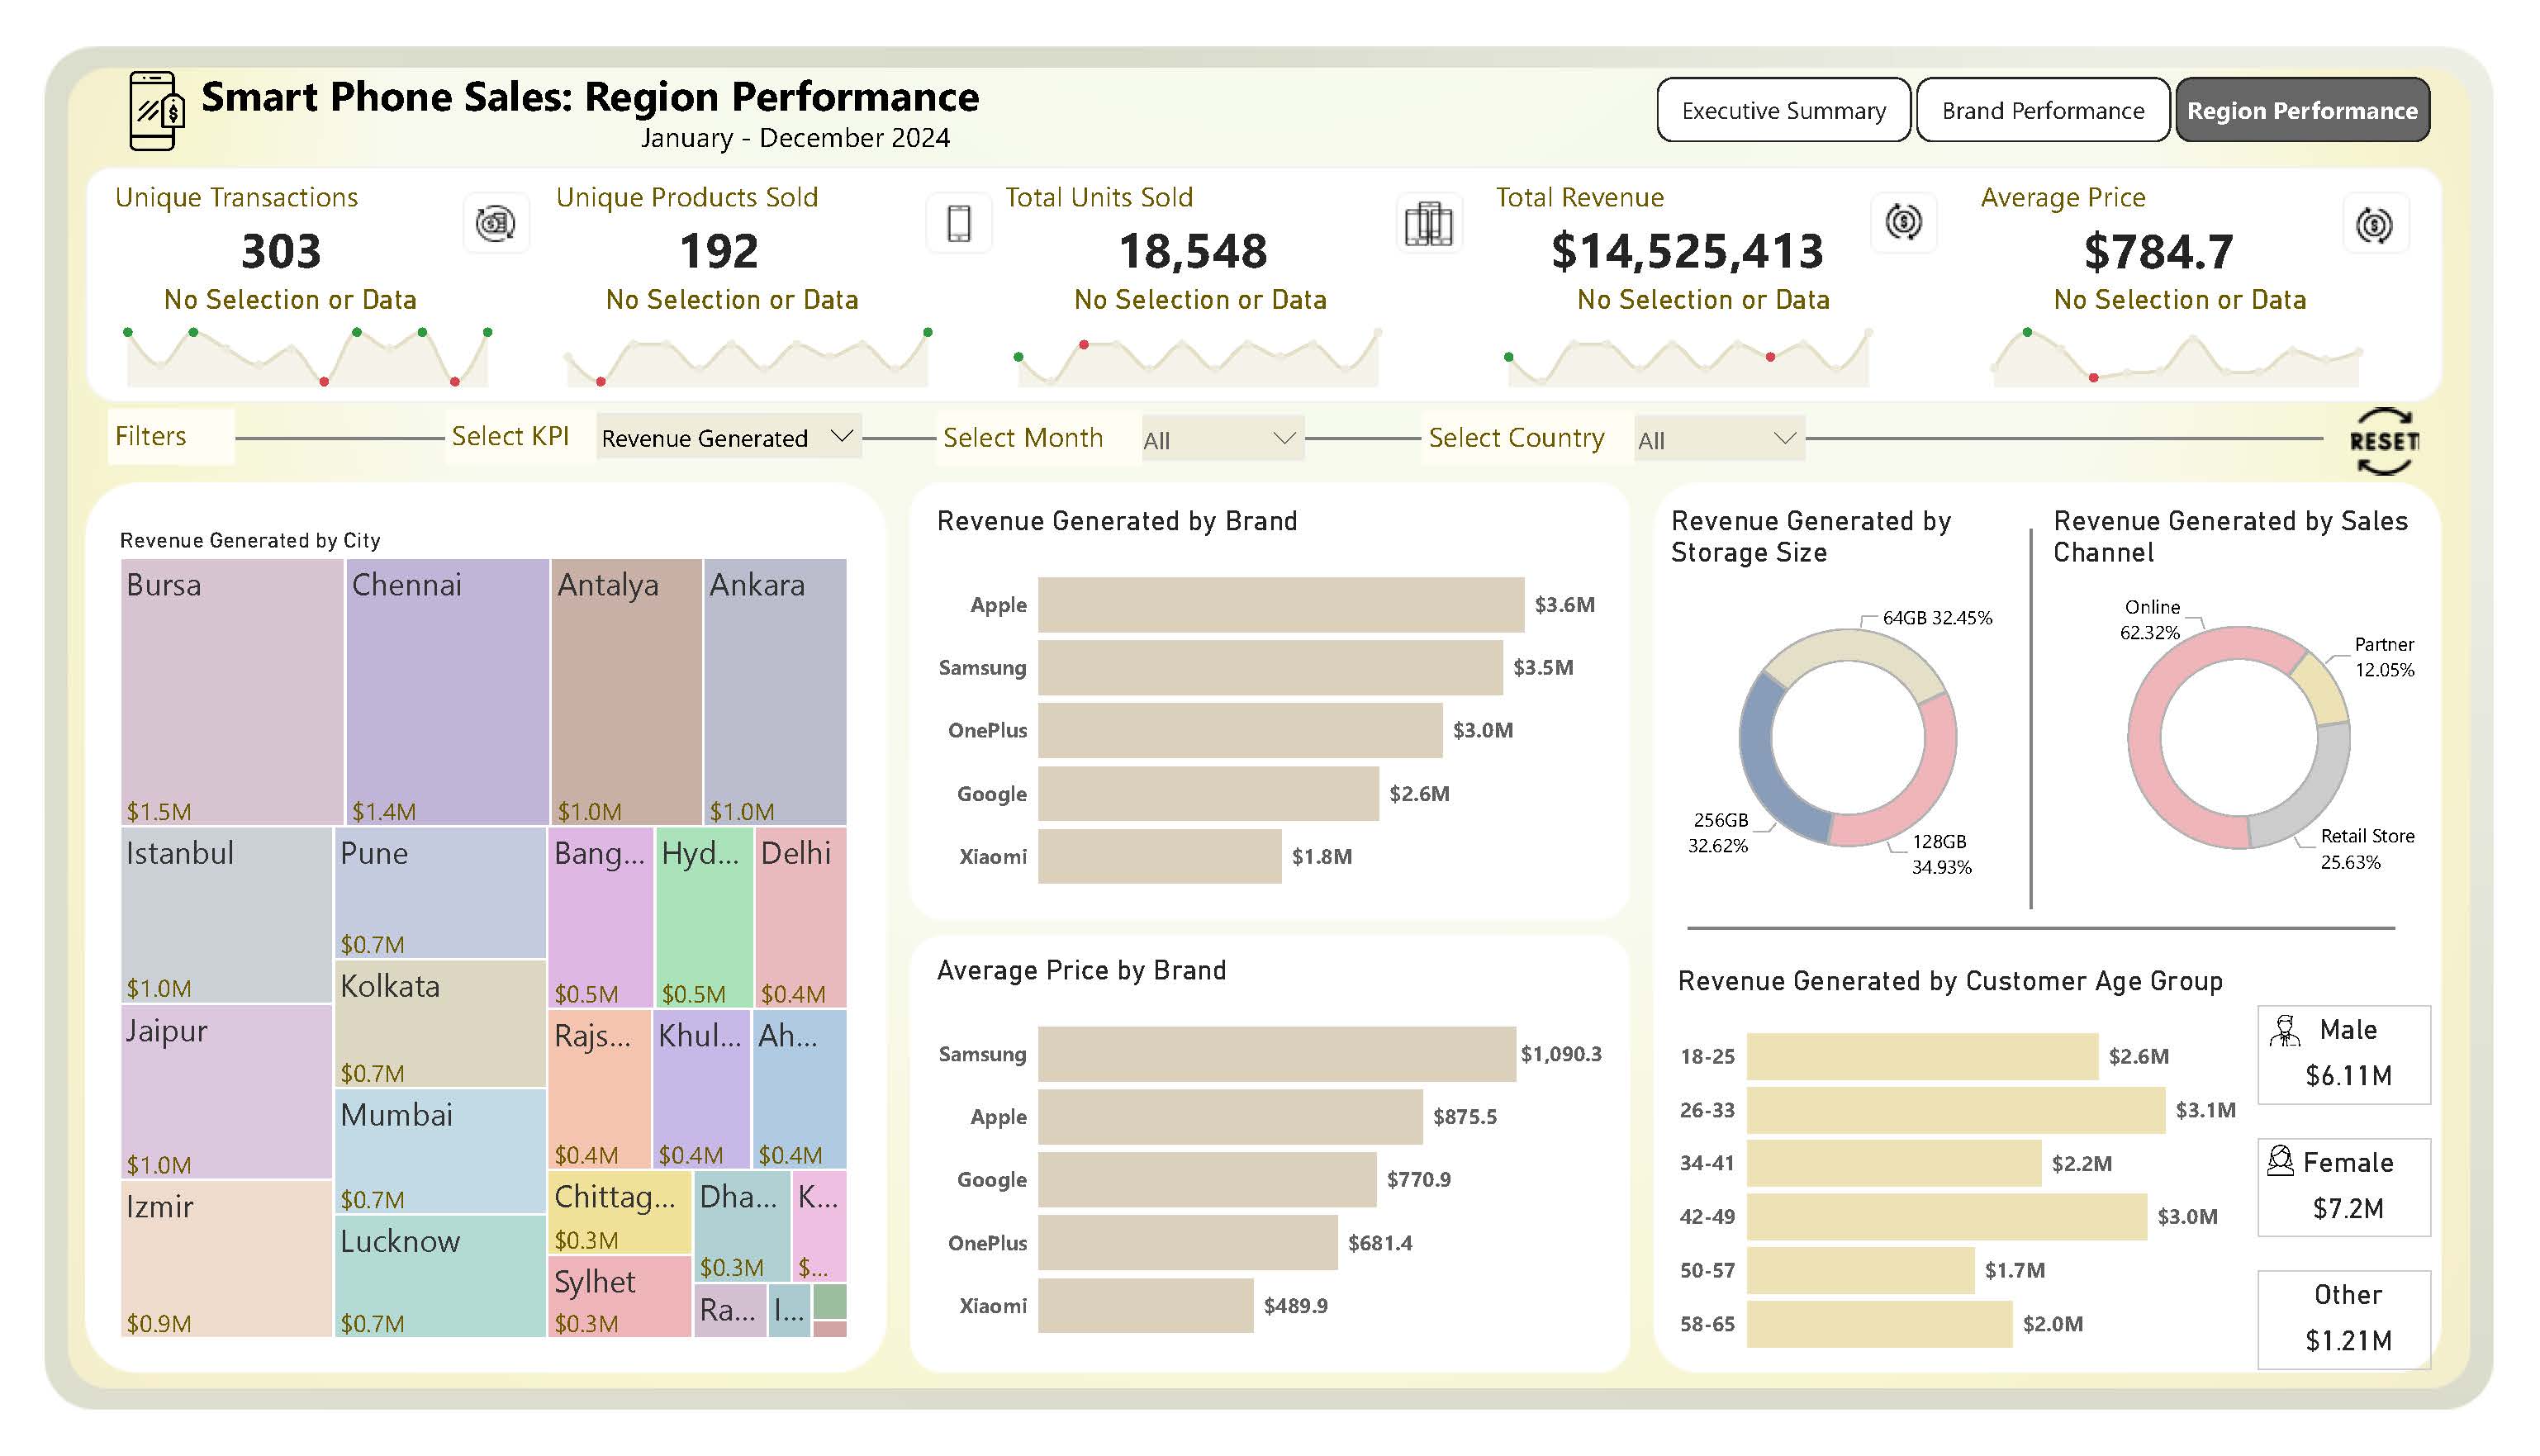 Smart Phone Sales: Region Performance
January - December 2024
Executive Summary
Brand Performance
Region Performance
Unique Transactions
303
No Selection or Data
Unique Products Sold
192
No Selection or Data
Total Units Sold
18,548
No Selection or Data
Total Revenue
$14,525,413
No Selection or Data
Average Price
$784.7
No Selection or Data
Filters
Select KPI
Revenue Generated
Select Month
All
Select Country
All
RESET
Revenue Generated by City
Bursa
$1.5M
Chennai
$1.4M
Antalya
$1.0M
Ankara
$1.0M
Istanbul
$1.0M
Jaipur
$1.0M
Izmir
$0.9M
Pune
$0.7M
Kolkata
$0.7M
Mumbai
$0.7M
Lucknow
$0.7M
Bang...
$0.5M
Hyd...
$0.5M
Delhi
$0.4M
Rajs...
$0.4M
Khul...
$0.4M
Ah...
$0.4M
Chittag...
$0.3M
Sylhet
$0.3M
Dha...
$0.3M
K...
$...
Ra...
I...
Revenue Generated by Brand
Apple
$3.6M
Samsung
$3.5M
OnePlus
$3.0M
Google
$2.6M
Xiaomi
$1.8M
Average Price by Brand
Samsung
$1,090.3
Apple
$875.5
Google
$770.9
OnePlus
$681.4
Xiaomi
$489.9
Revenue Generated by
Storage Size
64GB 32.45%
256GB
32.62%
128GB
34.93%
Revenue Generated by Sales
Channel
Online
62.32%
Partner
12.05%
Retail Store
25.63%
Revenue Generated by Customer Age Group
18-25
$2.6M
26-33
$3.1M
34-41
$2.2M
42-49
$3.0M
50-57
$1.7M
58-65
$2.0M
Male
$6.11M
Female
$7.2M
Other
$1.21M